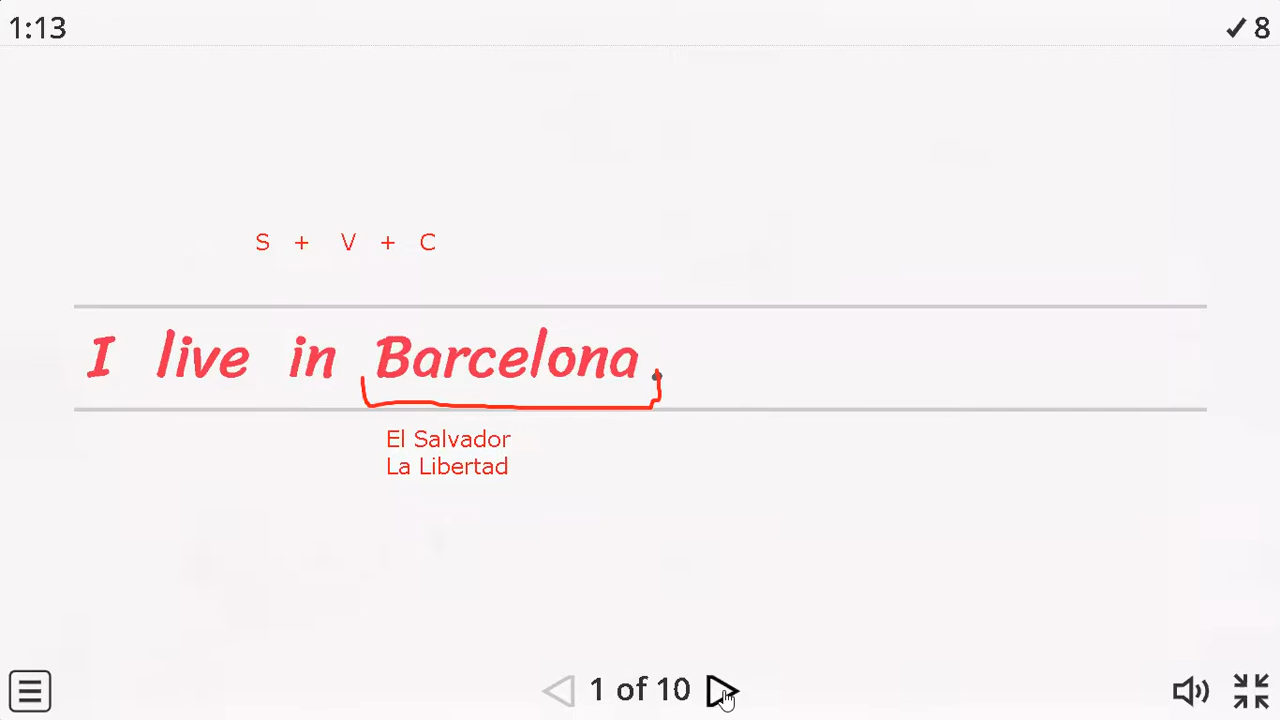 1:13
✓ 8
S + V + C
I live in Barcelona.
El Salvador
La Libertad
1 of 10